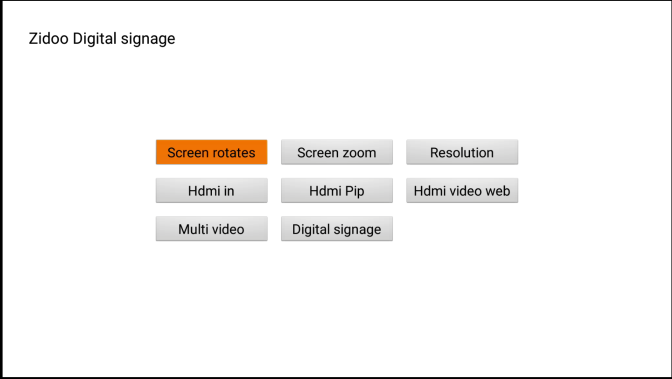 Zidoo Digital signage
Screen rotates
Screen zoom
Resolution
Hdmi in
Hdmi Pip
Hdmi video web
Multi video
Digital signage